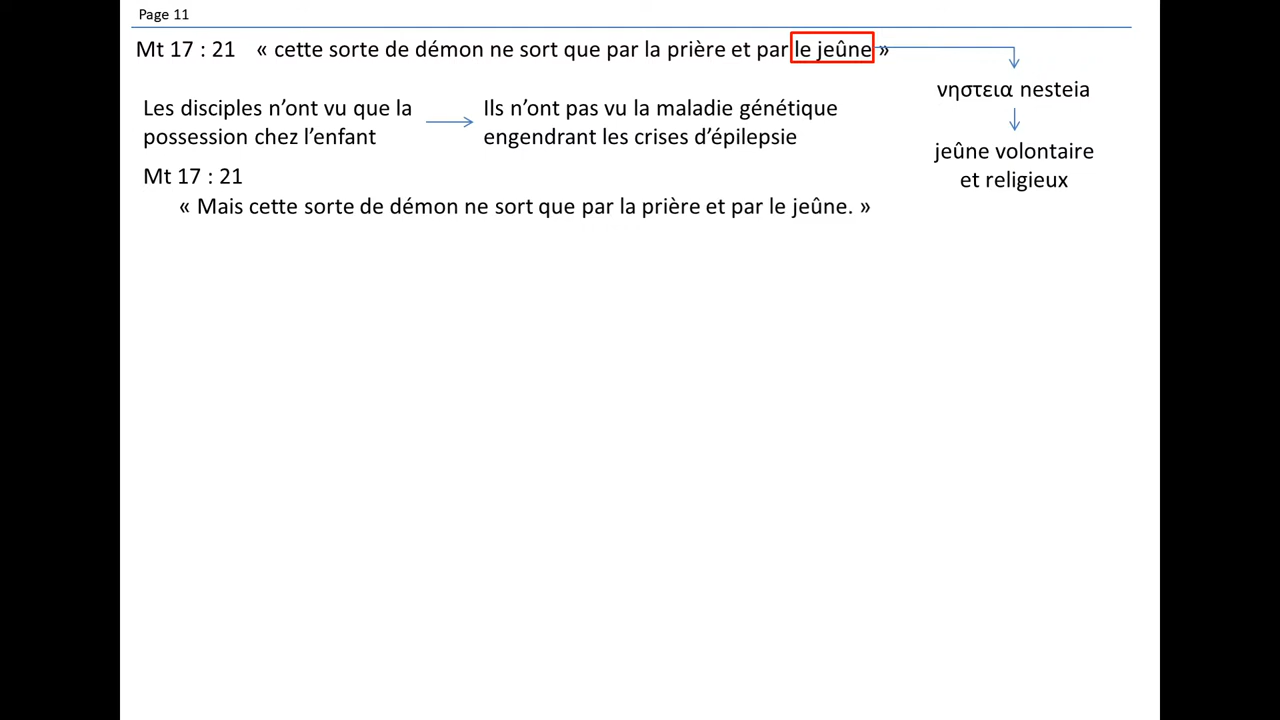 Page 11
Mt 17 : 21 « cette sorte de démon ne sort que par la prière et par le jeûne »
νηστεια nesteia
jeûne volontaire
et religieux
Les disciples n’ont vu que la
possession chez l’enfant
Ils n’ont pas vu la maladie génétique
engendrant les crises d’épilepsie
Mt 17 : 21
« Mais cette sorte de démon ne sort que par la prière et par le jeûne. »